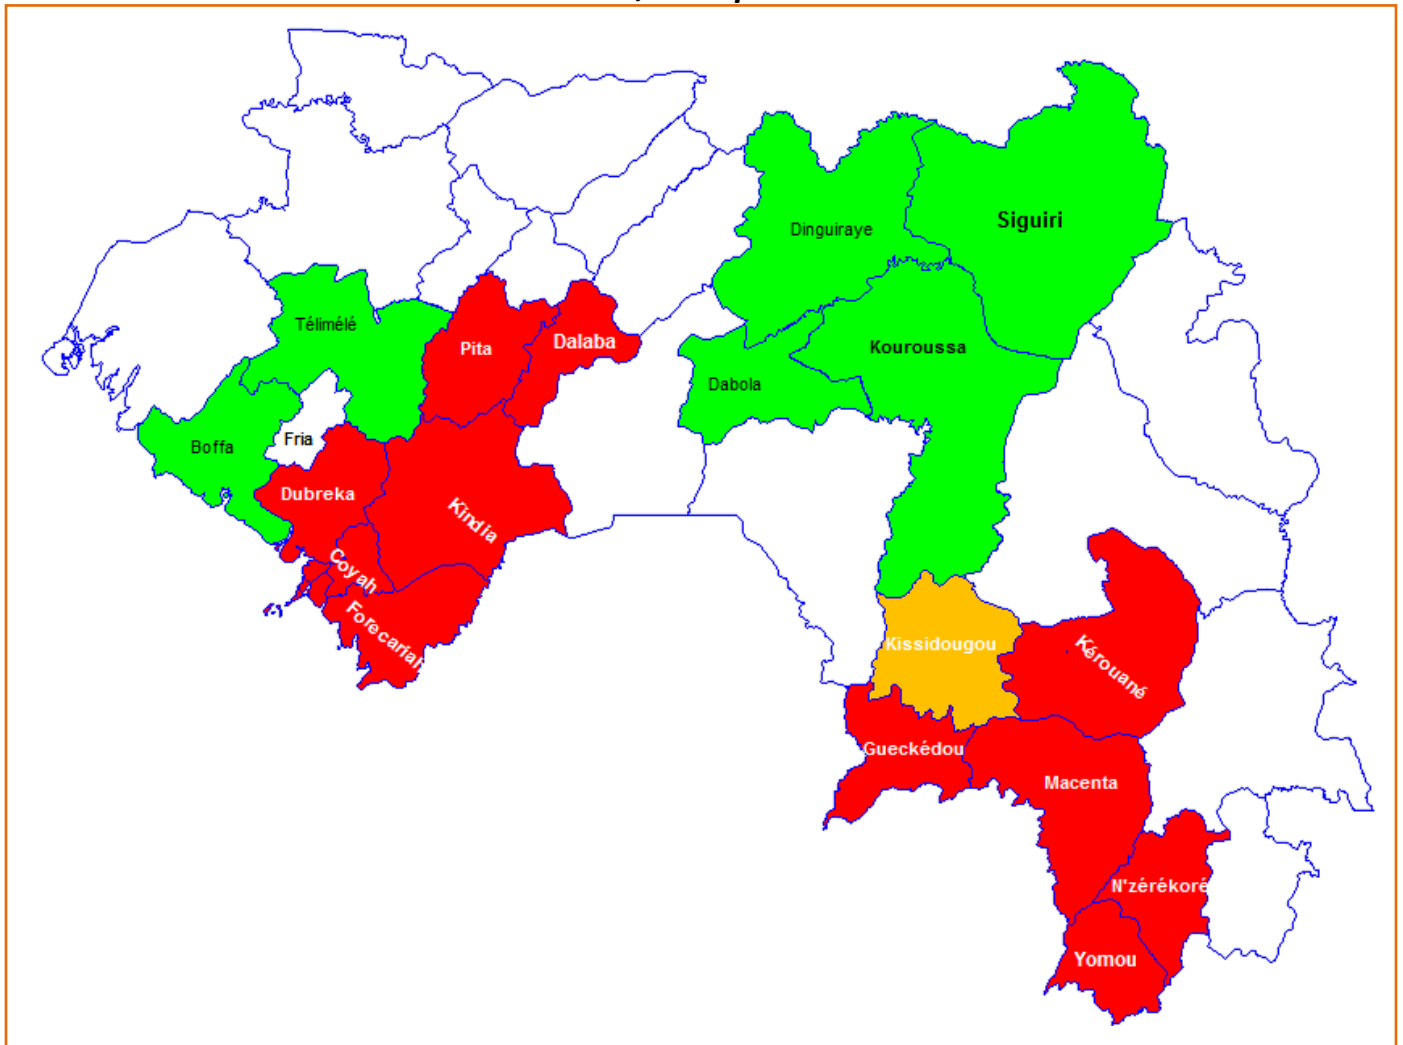 Siguiri
Dinguiraye
Télimélé
Pita
Dalaba
Kouroussa
Dabola
Fria
Boffa
Dubreka
Kindia
Coyah
Forecariah
Kissidougou
Kérouané
Gueckédou
Macenta
N'zérékoré
Yomou